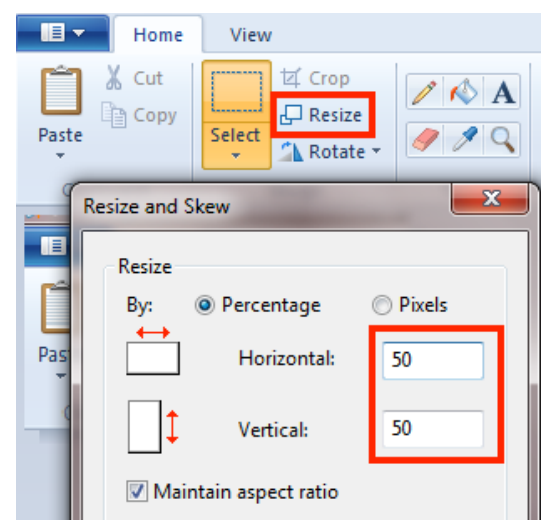 Home View
Cut
Copy
Paste
Select
Crop
Resize
Rotate
A
Resize and Skew
Resize
By: Percentage Pixels
Horizontal: 50
Vertical: 50
Maintain aspect ratio